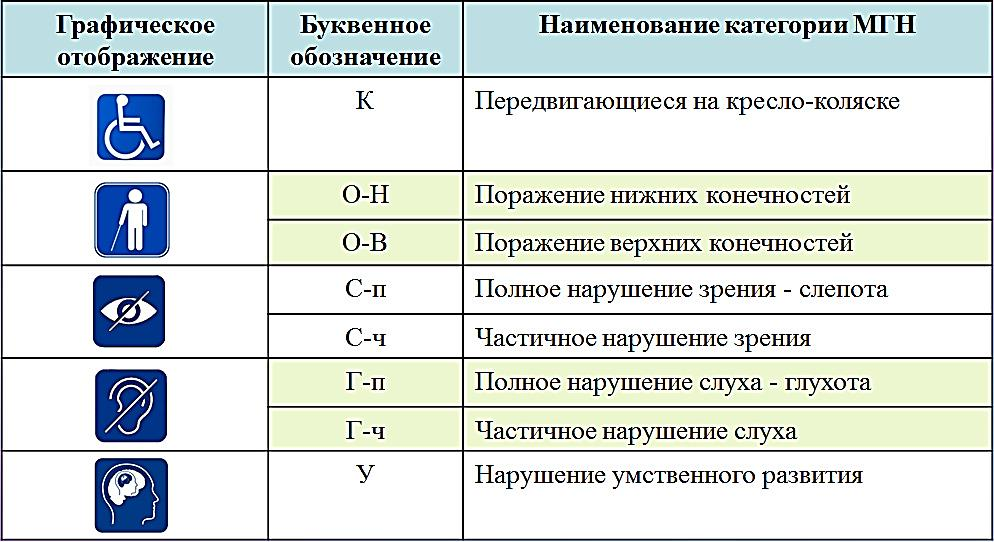 Графическое отображение
Буквенное обозначение
Наименование категории МГН
К
Передвигающиеся на кресло-коляске
О-Н
Поражение нижних конечностей
О-В
Поражение верхних конечностей
С-п
Полное нарушение зрения - слепота
С-ч
Частичное нарушение зрения
Г-п
Полное нарушение слуха - глухота
Г-ч
Частичное нарушение слуха
У
Нарушение умственного развития